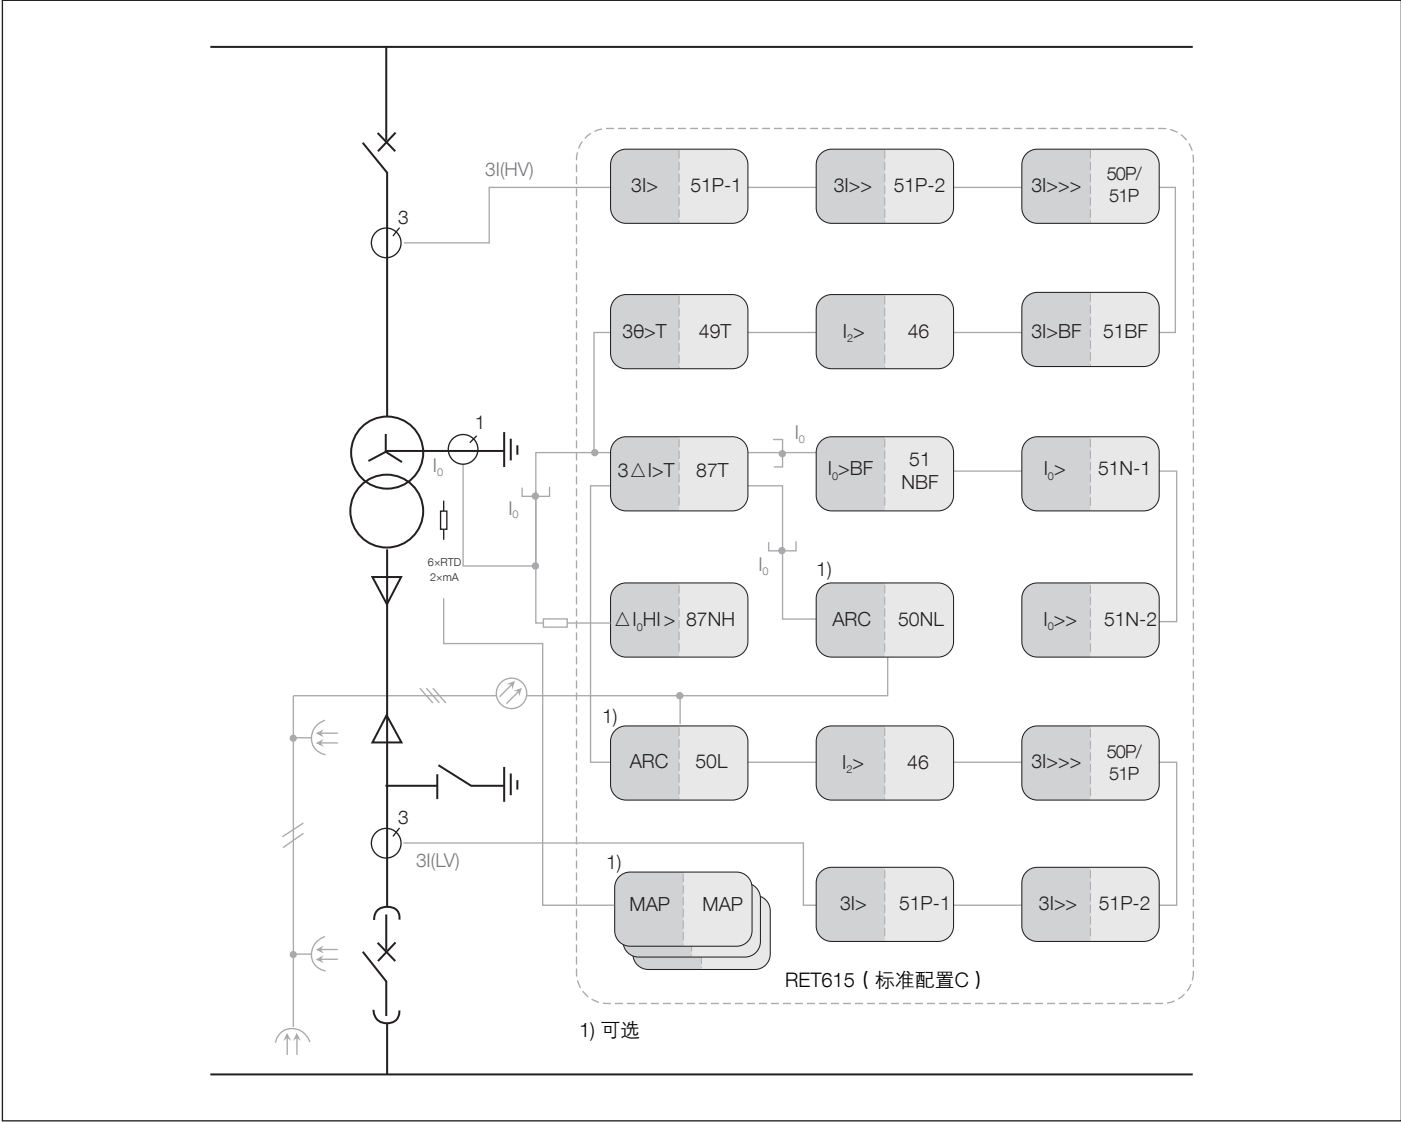 3I(HV)
3I>
51P-1
3I>>
51P-2
3I>>>
50P/
51P
3
3θ>T
49T
I₂>
46
3I>BF
51BF
1
I₀
I₀
3△I>T
87T
I₀>BF
51
NBF
I₀>
51N-1
I₀
6×RTD
2×mA
I₀
1)
△I₀HI>
87NH
ARC
50NL
I₀>>
51N-2
1)
ARC
50L
I₂>
46
3I>>>
50P/
51P
3
3I(LV)
1)
MAP
MAP
3I>
51P-1
3I>>
51P-2
RET615（标准配置C）
1) 可选